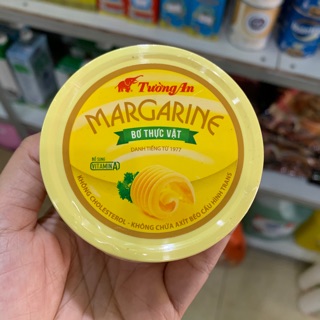 Tường An
MARGARINE
BƠ THỰC VẬT
DANH TIẾNG TỪ 1977
BỔ SUNG
VITAMIN A
KHÔNG CHOLESTEROL - KHÔNG CHỨA AXÍT BÉO CẤU HÌNH TRANS